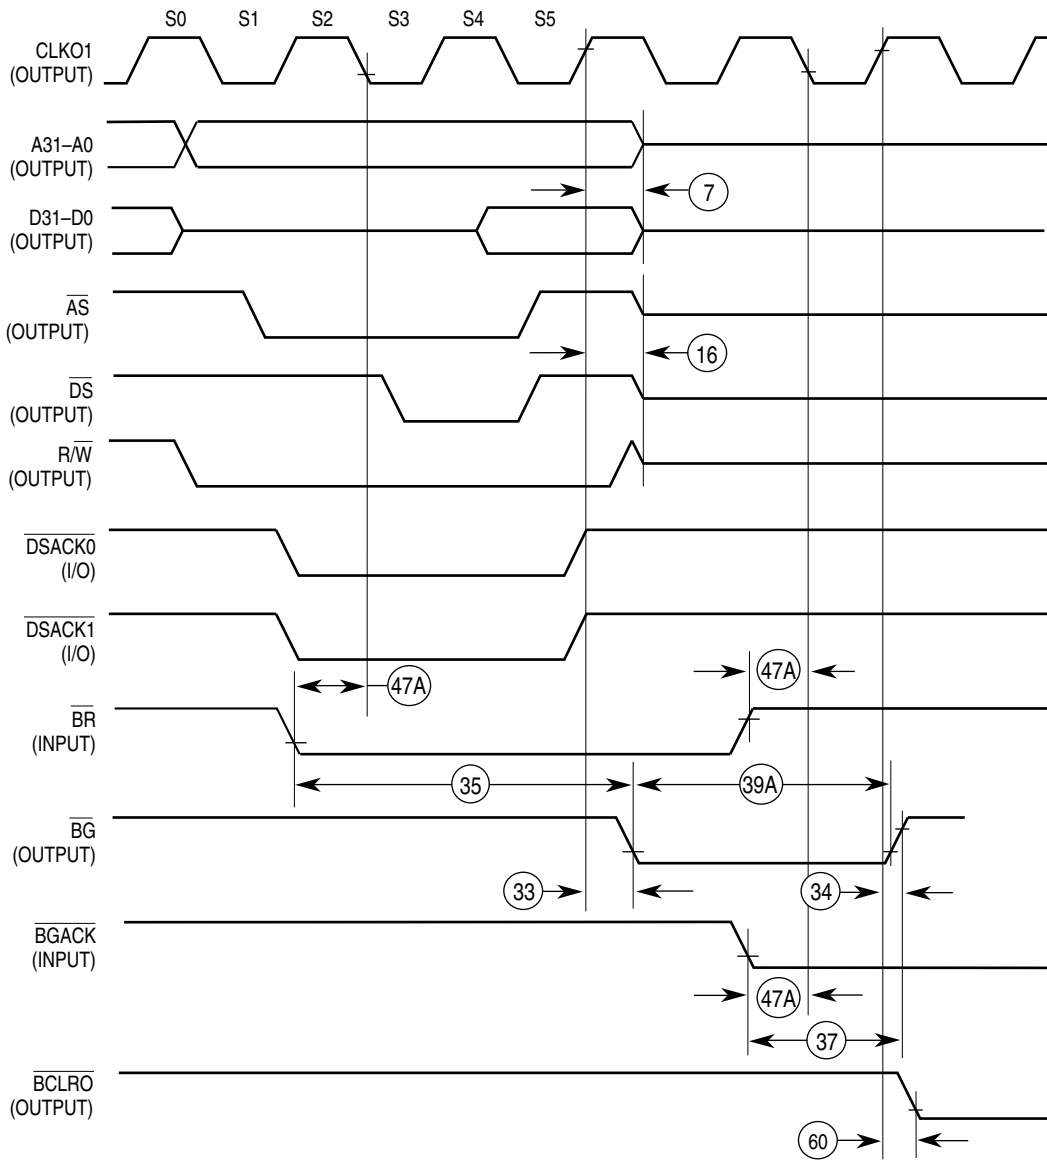 S0 S1 S2 S3 S4 S5
CLKO1
(OUTPUT)
A31–A0
(OUTPUT)
7
D31–D0
(OUTPUT)
AS
(OUTPUT)
16
DS
(OUTPUT)
R/W
(OUTPUT)
DSACK0
(I/O)
DSACK1
(I/O)
47A 47A
BR
(INPUT)
35 39A
BG
(OUTPUT)
33 34
BGACK
(INPUT)
47A
37
BCLRO
(OUTPUT)
60